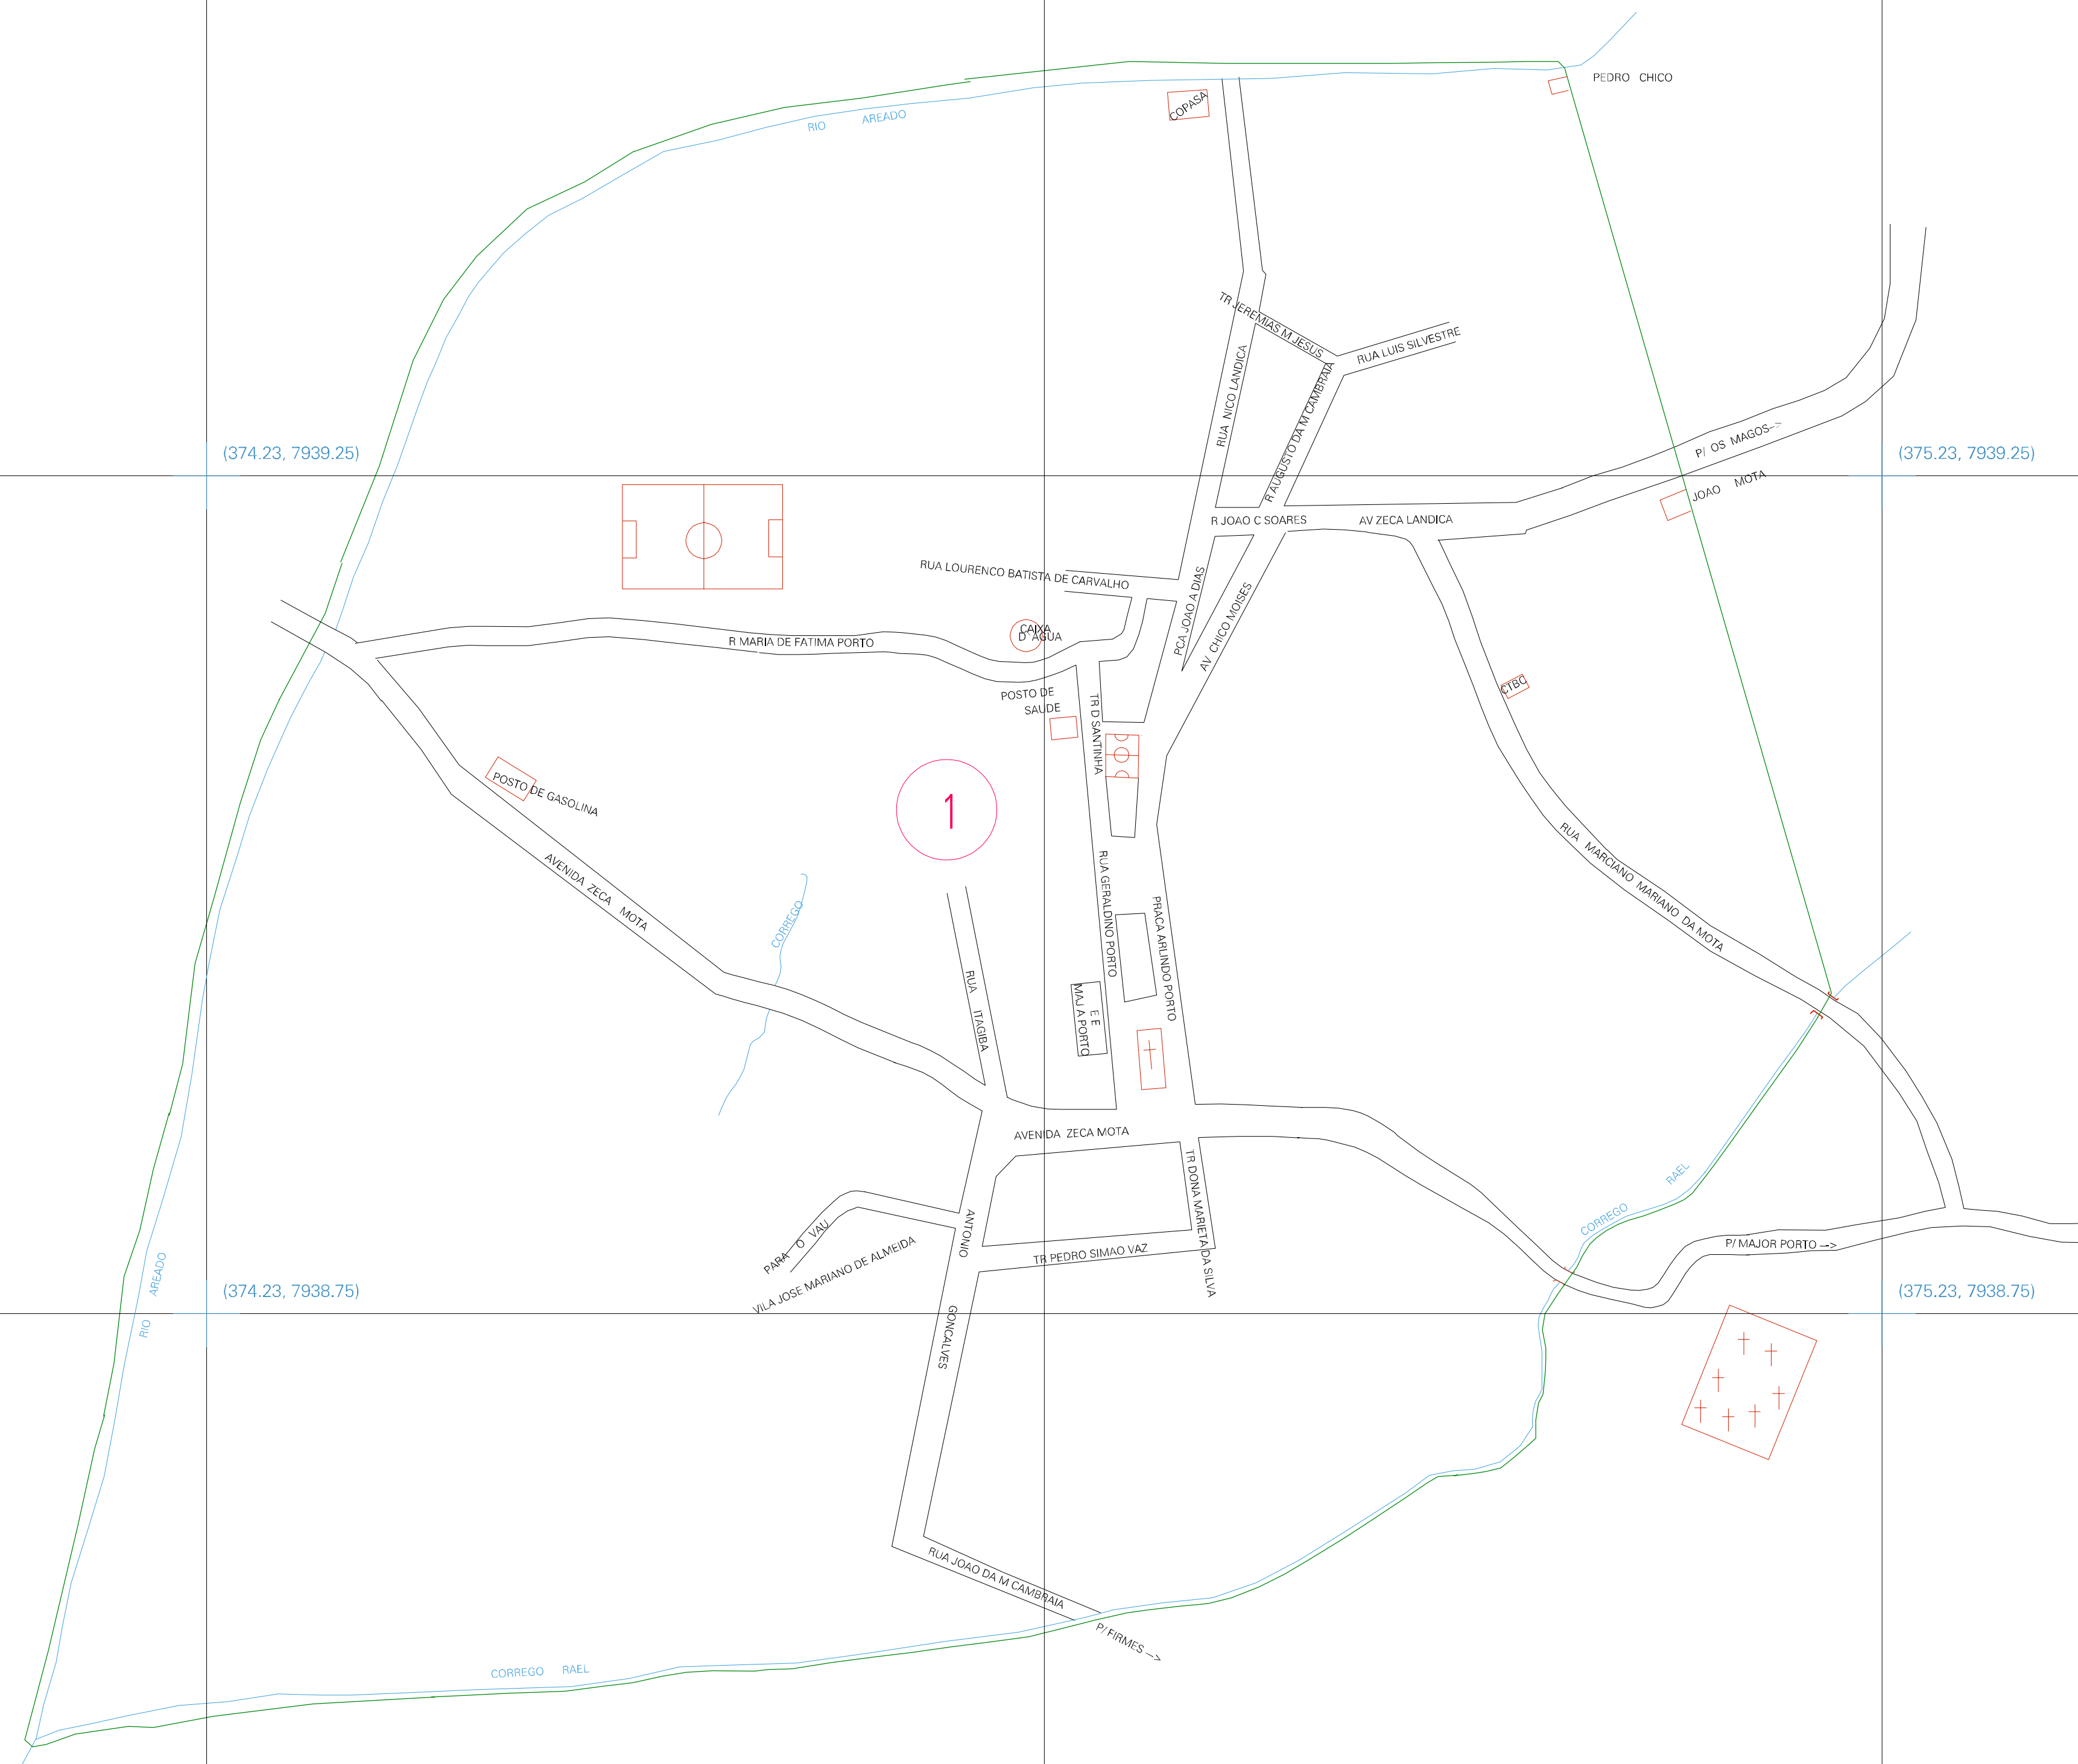 PEDRO CHICO
COPASA
RIO AREADO
TR JEREMIAS M JESUS
RUA LUIS SILVESTRE
RUA NICO LANDICA
R AUGUSTO DA M CAMBRAIA
P/ OS MAGOS-->
(374.23, 7939.25)
(375.23, 7939.25)
JOAO MOTA
R JOAO C SOARES
AV ZECA LANDICA
RUA LOURENCO BATISTA DE CARVALHO
PCA JOAO A DIAS
AV CHICO MOISES
CAIXA
D'AGUA
R MARIA DE FATIMA PORTO
CTBC
POSTO DE
SAUDE
TR D SANTINHA
POSTO DE GASOLINA
1
RUA MARCIANO MARIANO DA MOTA
AVENIDA ZECA MOTA
CORREGO
RUA GERALDINO PORTO
PRACA ARLINDO PORTO
RUA ITAGIBA
E E
MAJ A PORTO
AVENIDA ZECA MOTA
TR DONA MARIETA DA SILVA
CORREGO RAEL
ANTONIO GONCALVES
PARA O VAU
VILA JOSE MARIANO DE ALMEIDA
TR PEDRO SIMAO VAZ
P/ MAJOR PORTO -->
RIO AREADO
(374.23, 7938.75)
(375.23, 7938.75)
RUA JOAO DA M CAMBRAIA
P/ FIRMES -->
CORREGO RAEL